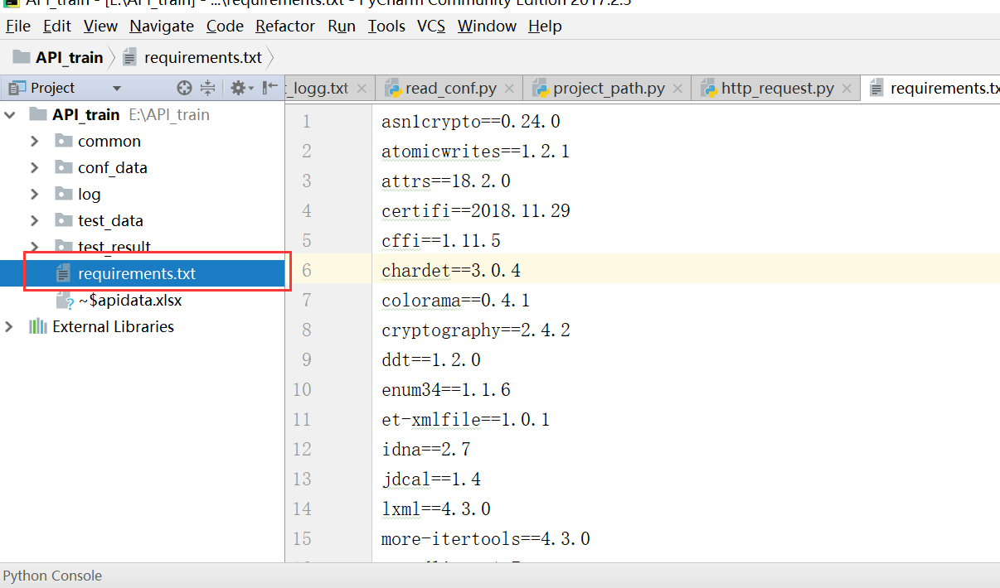 API_train - [E:\API_train] - ...\requirements.txt - PyCharm Community Edition 2017.2.3
File Edit View Navigate Code Refactor Run Tools VCS Window Help
API_train requirements.txt
Project
t_logg.txt read_conf.py project_path.py http_request.py requirements.tx
API_train E:\API_train
common
conf_data
log
test_data
test_result
requirements.txt
~$apidata.xlsx
External Libraries
1 asn1crypto==0.24.0
2 atomicwrites==1.2.1
3 attrs==18.2.0
4 certifi==2018.11.29
5 cffi==1.11.5
6 chardet==3.0.4
7 colorama==0.4.1
8 cryptography==2.4.2
9 ddt==1.2.0
10 enum34==1.1.6
11 et-xmlfile==1.0.1
12 idna==2.7
13 jdcal==1.4
14 lxml==4.3.0
15 more-itertools==4.3.0
Python Console